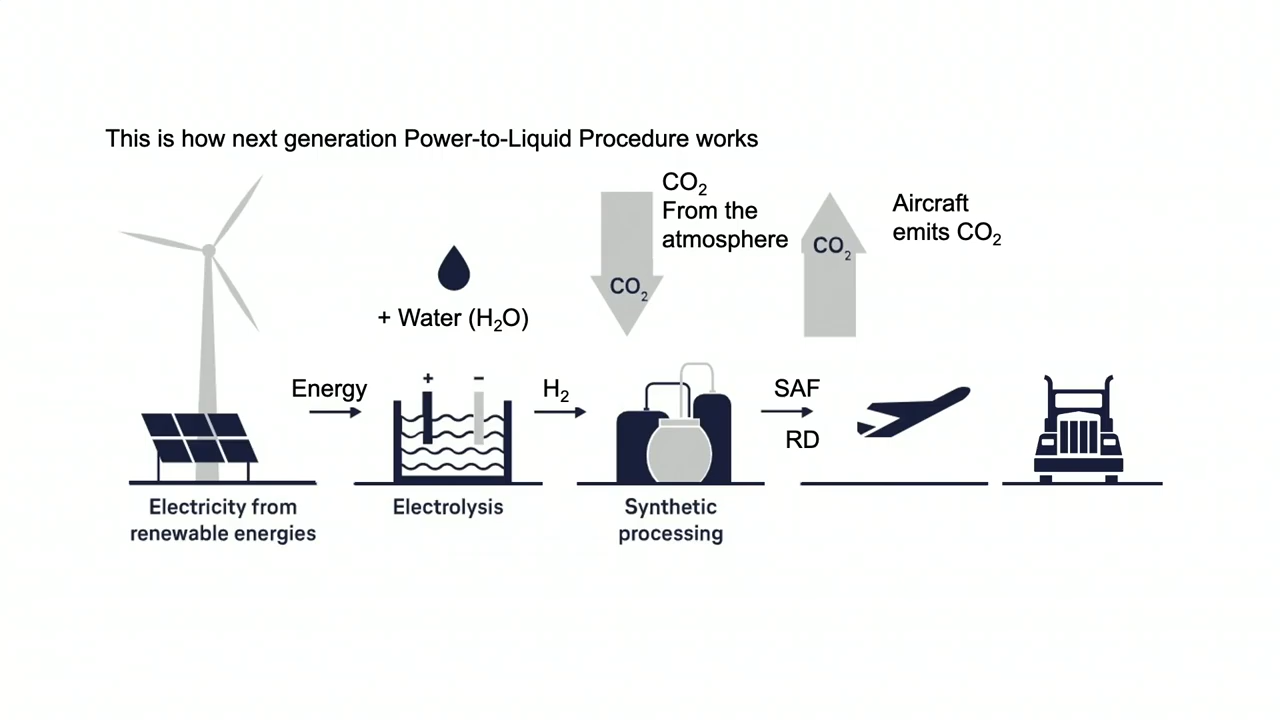 This is how next generation Power-to-Liquid Procedure works
CO₂
From the
atmosphere
CO₂
CO₂
Aircraft
emits CO₂
+ Water (H₂O)
Energy
+ −
H₂
SAF
RD
Electricity from
renewable energies
Electrolysis
Synthetic
processing